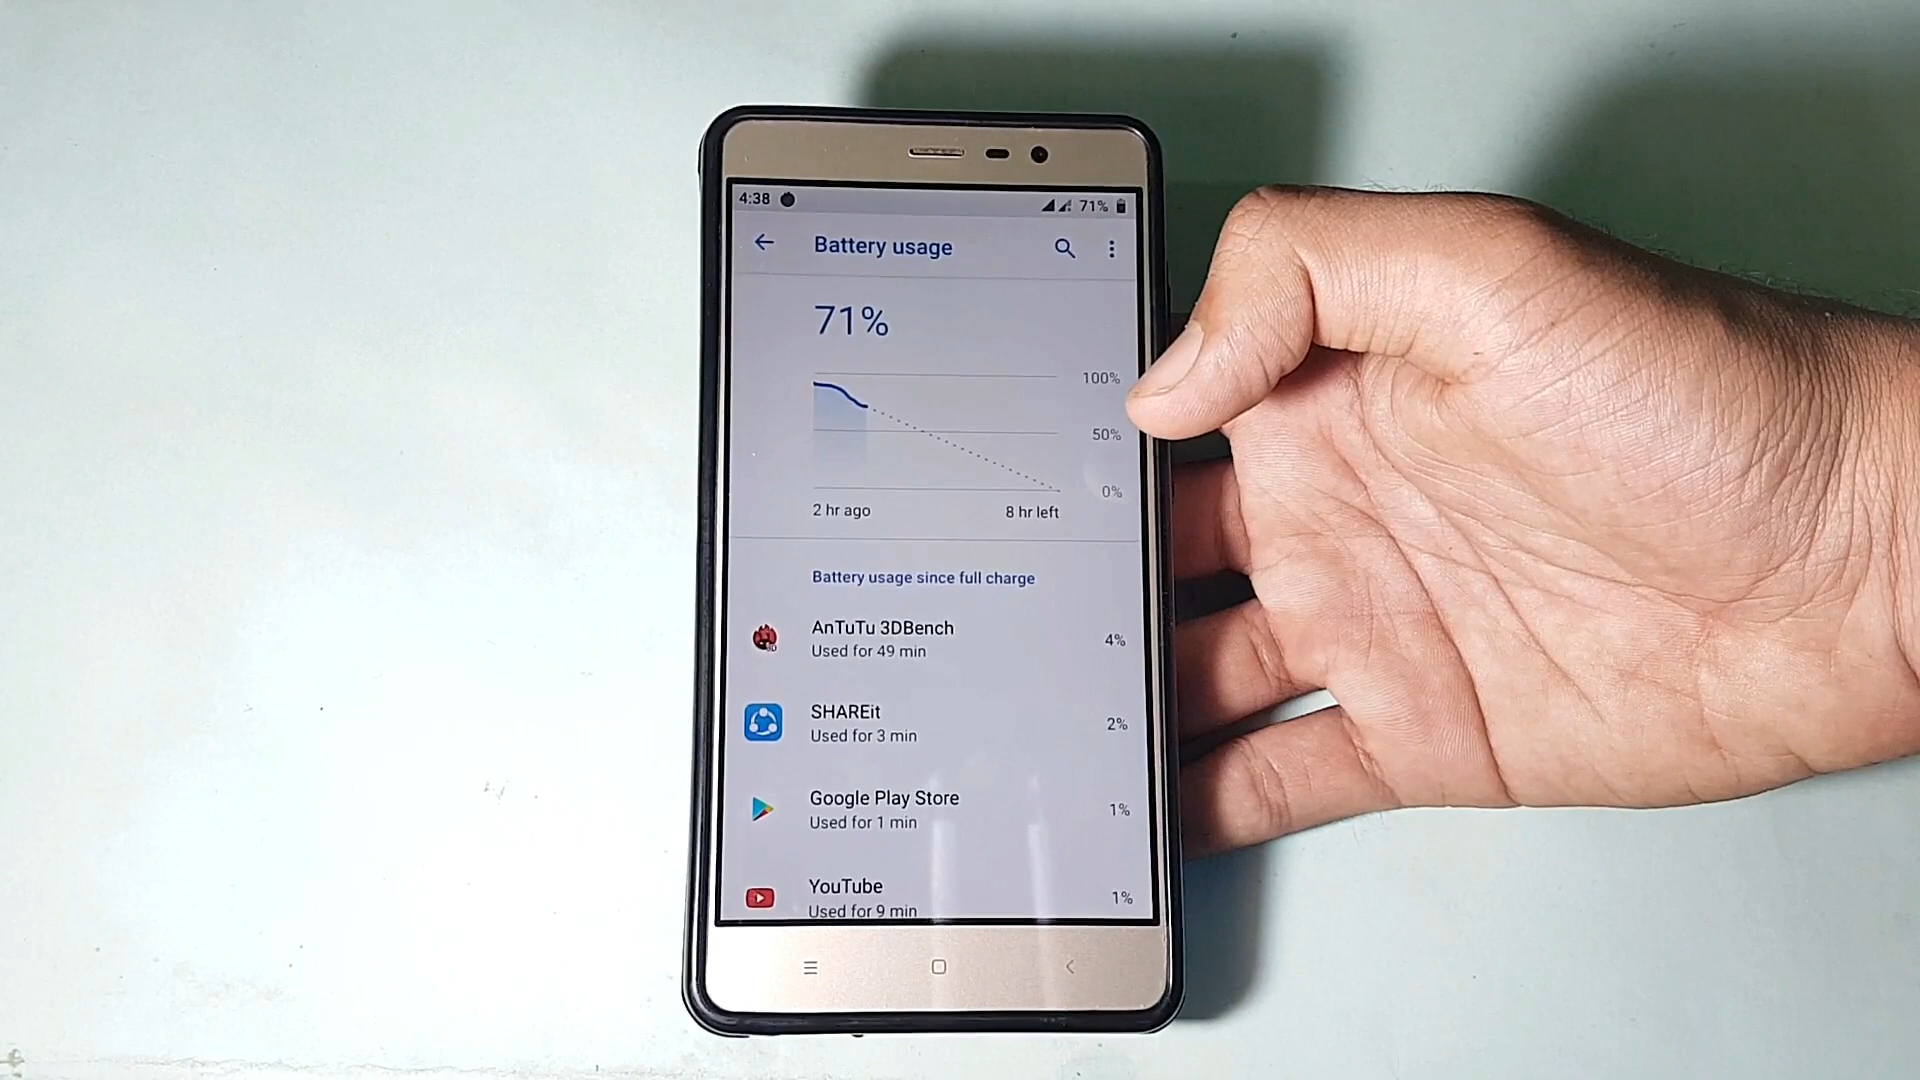 4:38
71%
Battery usage
71%
100%
50%
0%
2 hr ago
8 hr left
Battery usage since full charge
AnTuTu 3DBench
4%
Used for 49 min
SHAREit
2%
Used for 3 min
Google Play Store
1%
Used for 1 min
YouTube
1%
Used for 9 min